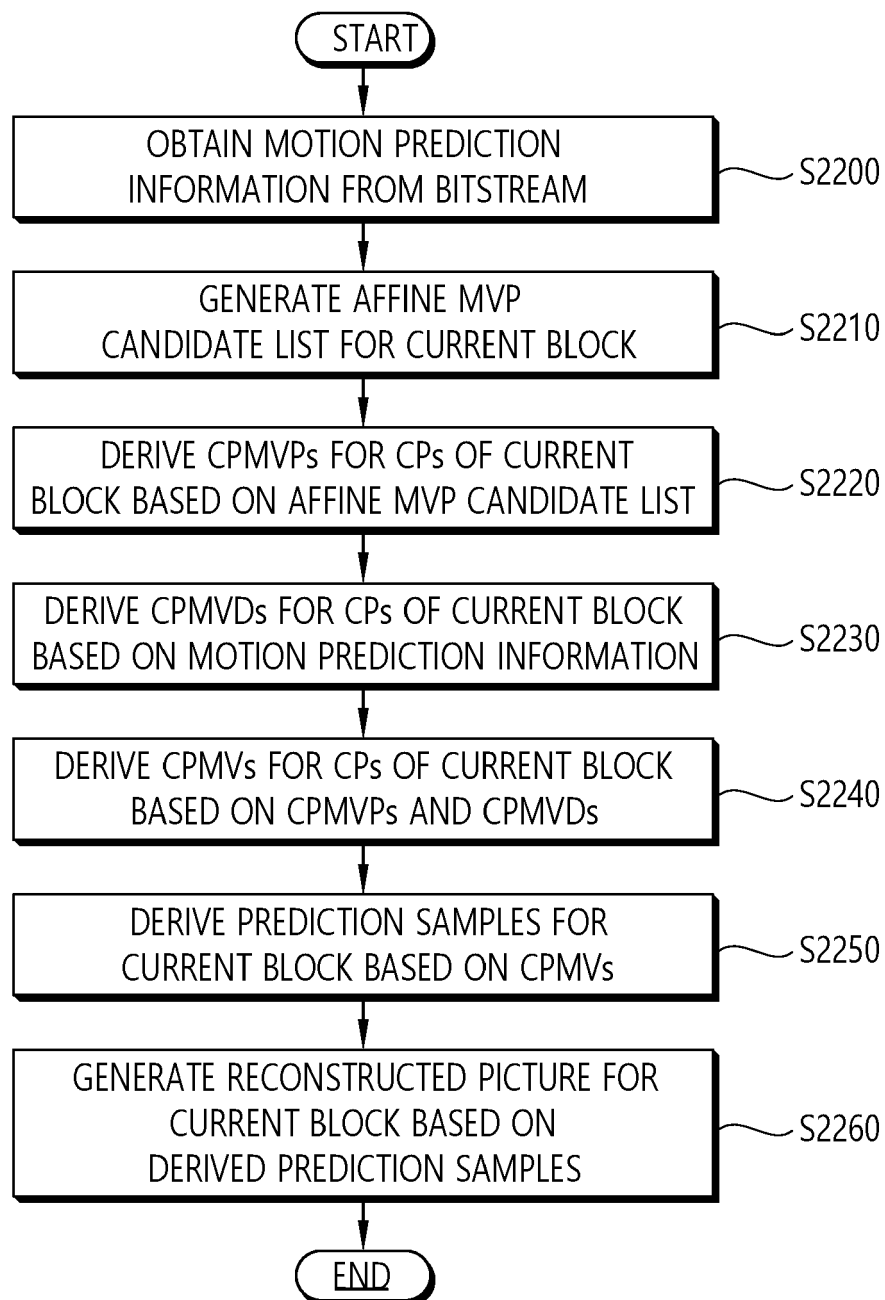 START
OBTAIN MOTION PREDICTION
INFORMATION FROM BITSTREAM
S2200
GENERATE AFFINE MVP
CANDIDATE LIST FOR CURRENT BLOCK
S2210
DERIVE CPMVPs FOR CPs OF CURRENT
BLOCK BASED ON AFFINE MVP CANDIDATE LIST
S2220
DERIVE CPMVDs FOR CPs OF CURRENT BLOCK
BASED ON MOTION PREDICTION INFORMATION
S2230
DERIVE CPMVs FOR CPs OF CURRENT BLOCK
BASED ON CPMVPs AND CPMVDs
S2240
DERIVE PREDICTION SAMPLES FOR
CURRENT BLOCK BASED ON CPMVs
S2250
GENERATE RECONSTRUCTED PICTURE FOR
CURRENT BLOCK BASED ON
DERIVED PREDICTION SAMPLES
S2260
END